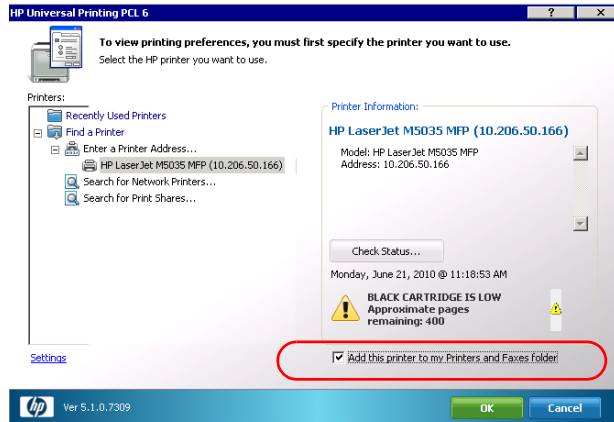 HP Universal Printing PCL 6
? X
To view printing preferences, you must first specify the printer you want to use.
Select the HP printer you want to use.
Printers:
Recently Used Printers
Find a Printer
Enter a Printer Address...
HP LaserJet M5035 MFP (10.206.50.166)
Search for Network Printers...
Search for Print Shares...
Printer Information:
HP LaserJet M5035 MFP (10.206.50.166)
Model: HP LaserJet M5035 MFP
Address: 10.206.50.166
Check Status...
Monday, June 21, 2010 @ 11:18:53 AM
BLACK CARTRIDGE IS LOW
Approximate pages
remaining: 400
Settings
Add this printer to my Printers and Faxes folder
hp
Ver 5.1.0.7309
OK
Cancel